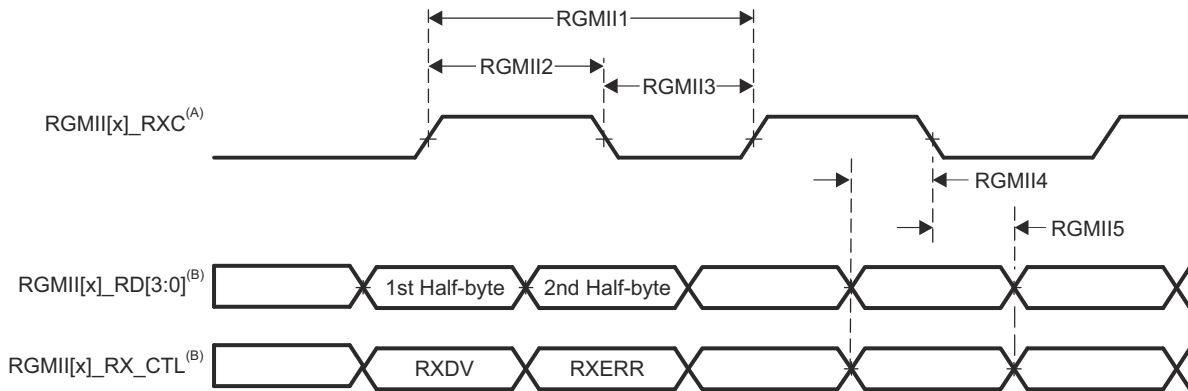 RGMII1
RGMII2
RGMII3
RGMII[x]_RXC(A)
RGMII4
RGMII5
RGMII[x]_RD[3:0](B)
1st Half-byte
2nd Half-byte
RGMII[x]_RX_CTL(B)
RXDV
RXERR